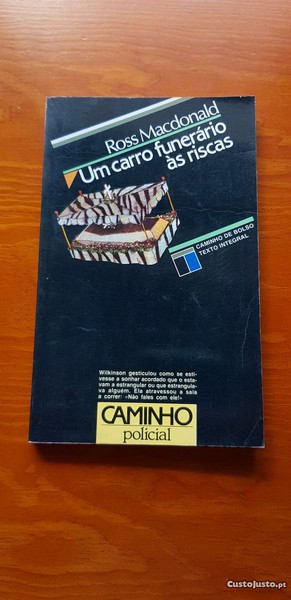 Ross Macdonald
Um carro funerário
às riscas
CAMINHO DE BOLSO
TEXTO INTEGRAL
Wilkinson gesticulou como se esti-
vesse a sonhar acordado que o esta-
vam a estrangular ou que estrangula-
va alguém. Ela atravessou a sala
a correr: «Não fales com ele!»
CAMINHO
policial
CustoJusto.pt